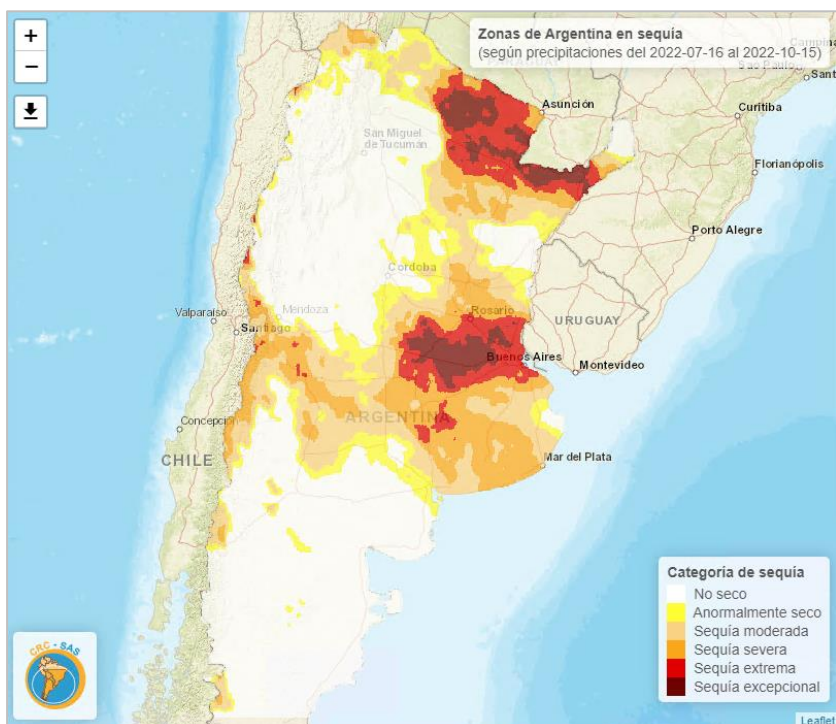 +
−
Zonas de Argentina en sequía
(según precipitaciones del 2022-07-16 al 2022-10-15)
Asunción
Curitiba
San Miguel
de Tucumán
Florianópolis
Porto Alegre
Cordoba
Rosario
URUGUAY
Valparaíso
Mendoza
Santiago
Buenos Aires
Montevideo
ARGENTINA
Concepción
CHILE
Mar del Plata
Categoría de sequía
No seco
Anormalmente seco
Sequía moderada
Sequía severa
Sequía extrema
Sequía excepcional
CRC - SAS
Leaflet